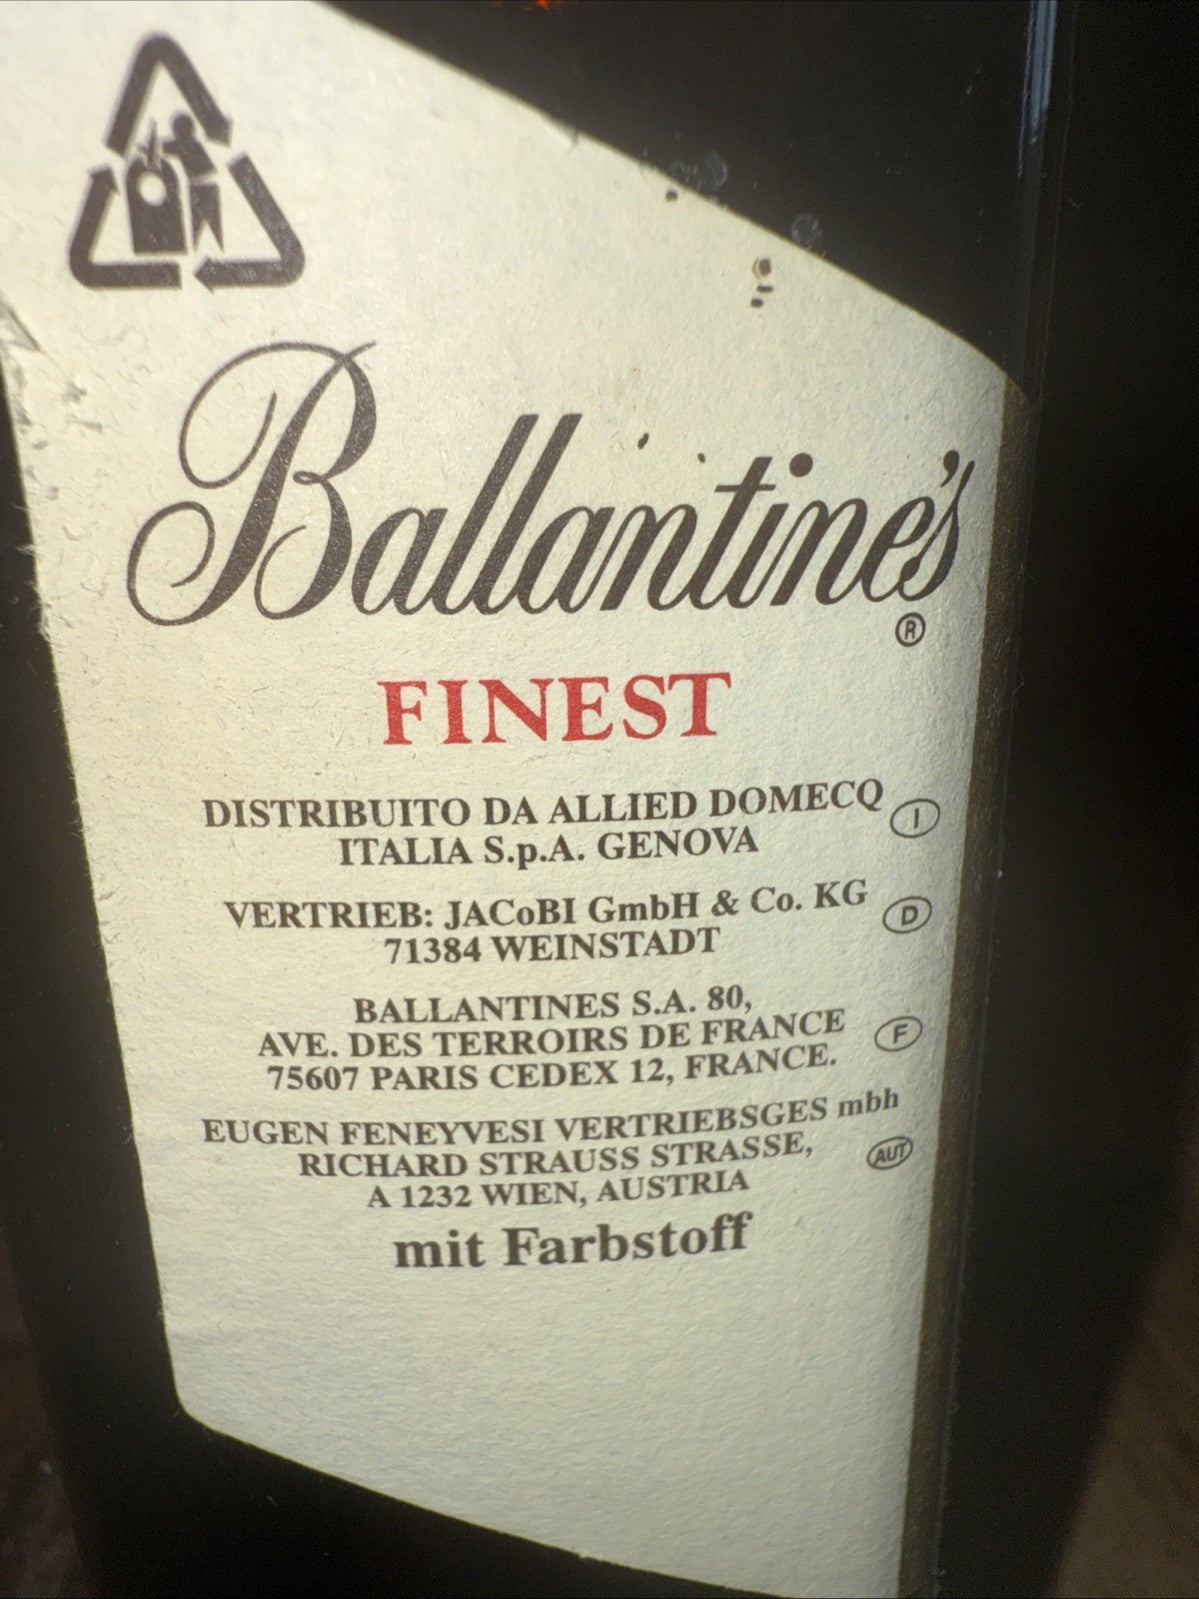 Ballantine's
®
FINEST
DISTRIBUITO DA ALLIED DOMECQ
ITALIA S.p.A. GENOVA
I
VERTRIEB: JACoBI GmbH & Co. KG
71384 WEINSTADT
D
BALLANTINES S.A. 80,
AVE. DES TERROIRS DE FRANCE
75607 PARIS CEDEX 12, FRANCE.
F
EUGEN FENEYVESI VERTRIEBSGES mbh
RICHARD STRAUSS STRASSE,
A 1232 WIEN, AUSTRIA
AUT
mit Farbstoff